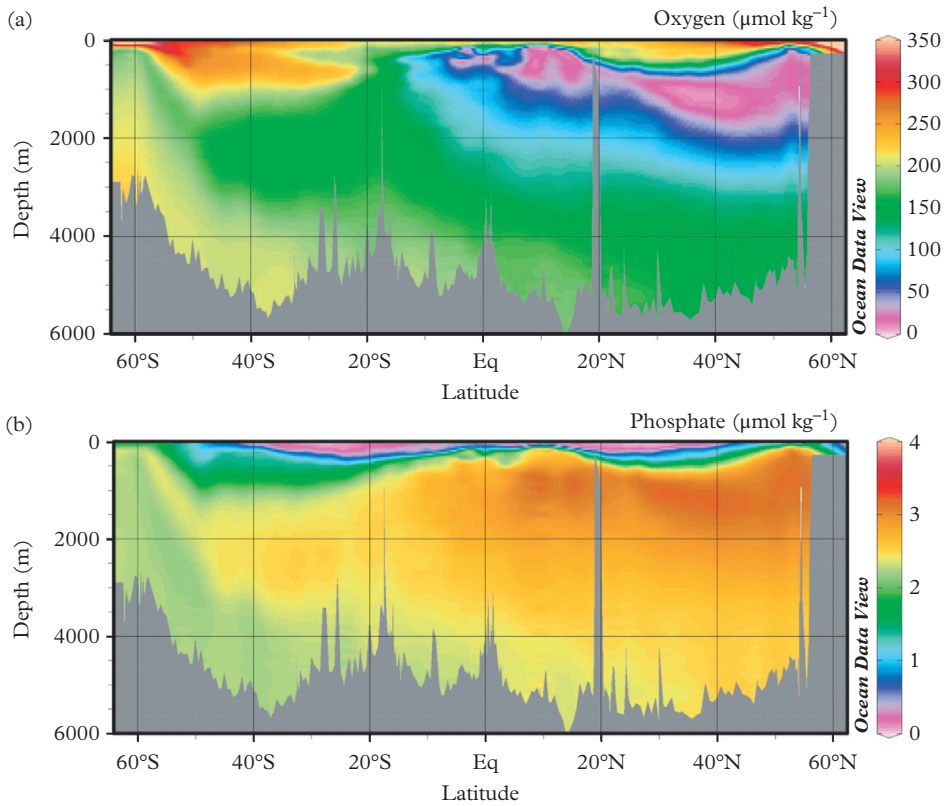 (a)
Oxygen (μmol kg⁻¹)
0
2000
4000
6000
Depth (m)
60°S
40°S
20°S
Eq
20°N
40°N
60°N
Latitude
Ocean Data View
350
300
250
200
150
100
50
0
(b)
Phosphate (μmol kg⁻¹)
0
2000
4000
6000
Depth (m)
60°S
40°S
20°S
Eq
20°N
40°N
60°N
Latitude
Ocean Data View
4
3
2
1
0